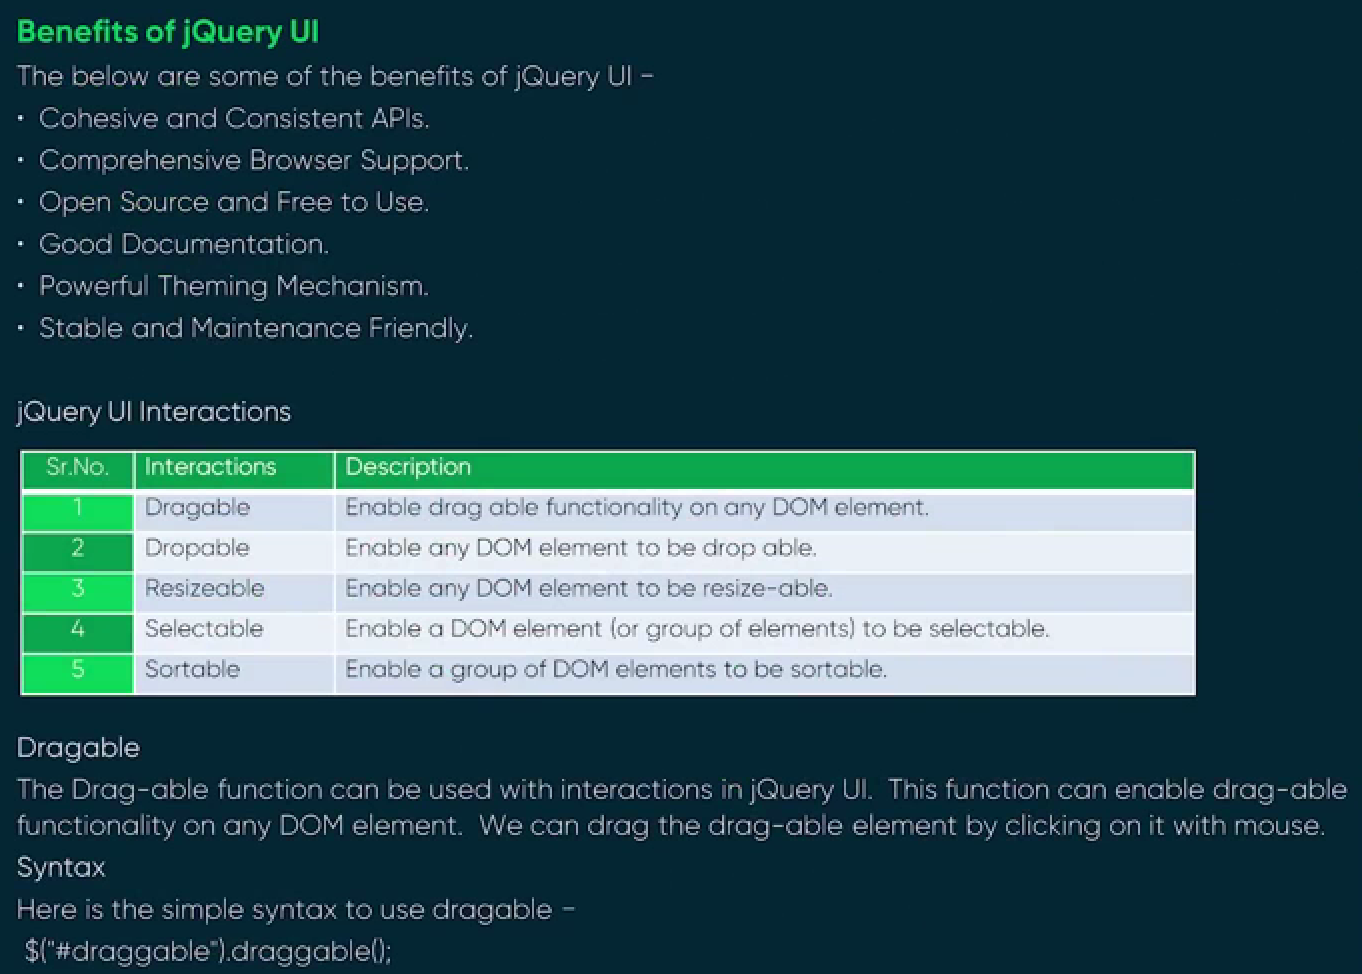 Benefits of jQuery UI
The below are some of the benefits of jQuery UI –
• Cohesive and Consistent APIs.
• Comprehensive Browser Support.
• Open Source and Free to Use.
• Good Documentation.
• Powerful Theming Mechanism.
• Stable and Maintenance Friendly.
jQuery UI Interactions
Sr.No. Interactions Description
1 Dragable Enable drag able functionality on any DOM element.
2 Dropable Enable any DOM element to be drop able.
3 Resizeable Enable any DOM element to be resize-able.
4 Selectable Enable a DOM element (or group of elements) to be selectable.
5 Sortable Enable a group of DOM elements to be sortable.
Dragable
The Drag-able function can be used with interactions in jQuery UI. This function can enable drag-able
functionality on any DOM element. We can drag the drag-able element by clicking on it with mouse.
Syntax
Here is the simple syntax to use dragable –
$("#draggable").draggable();